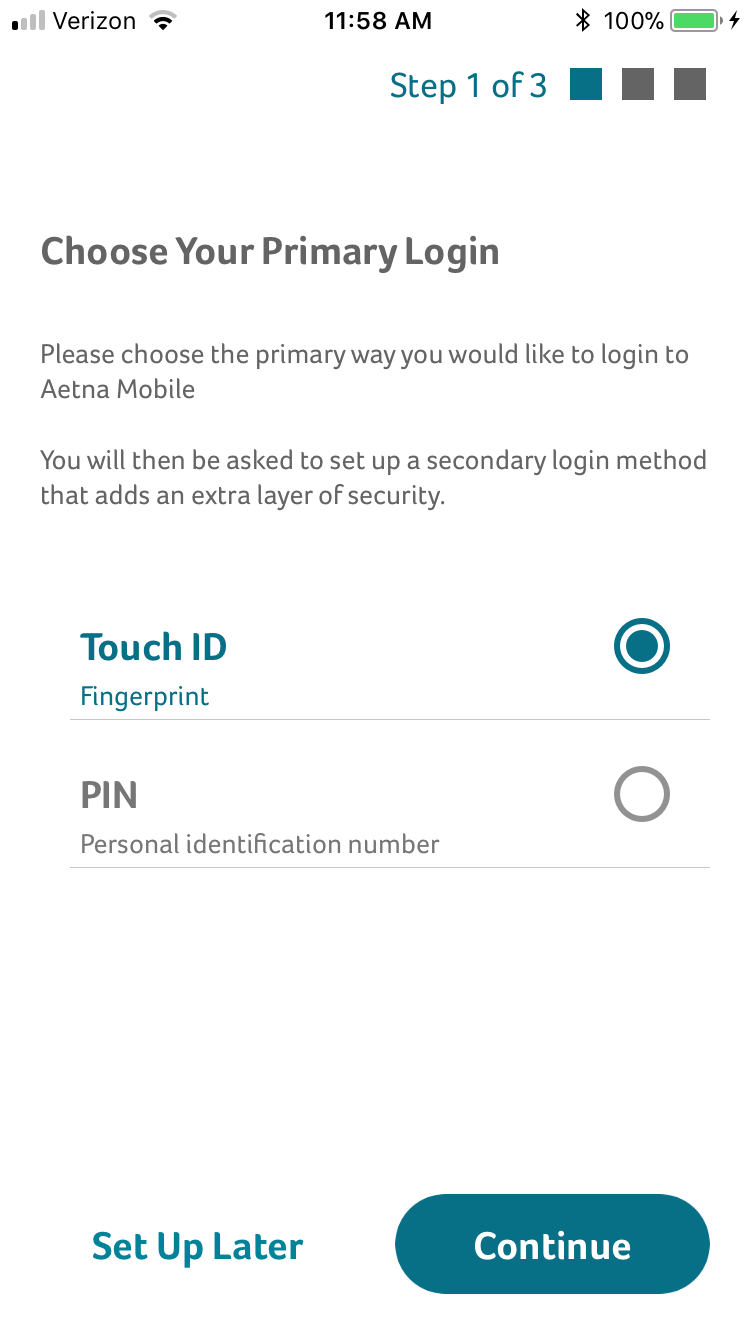 Verizon 11:58 AM 100%
Step 1 of 3
Choose Your Primary Login
Please choose the primary way you would like to login to
Aetna Mobile
You will then be asked to set up a secondary login method
that adds an extra layer of security.
Touch ID
Fingerprint
PIN
Personal identification number
Set Up Later Continue